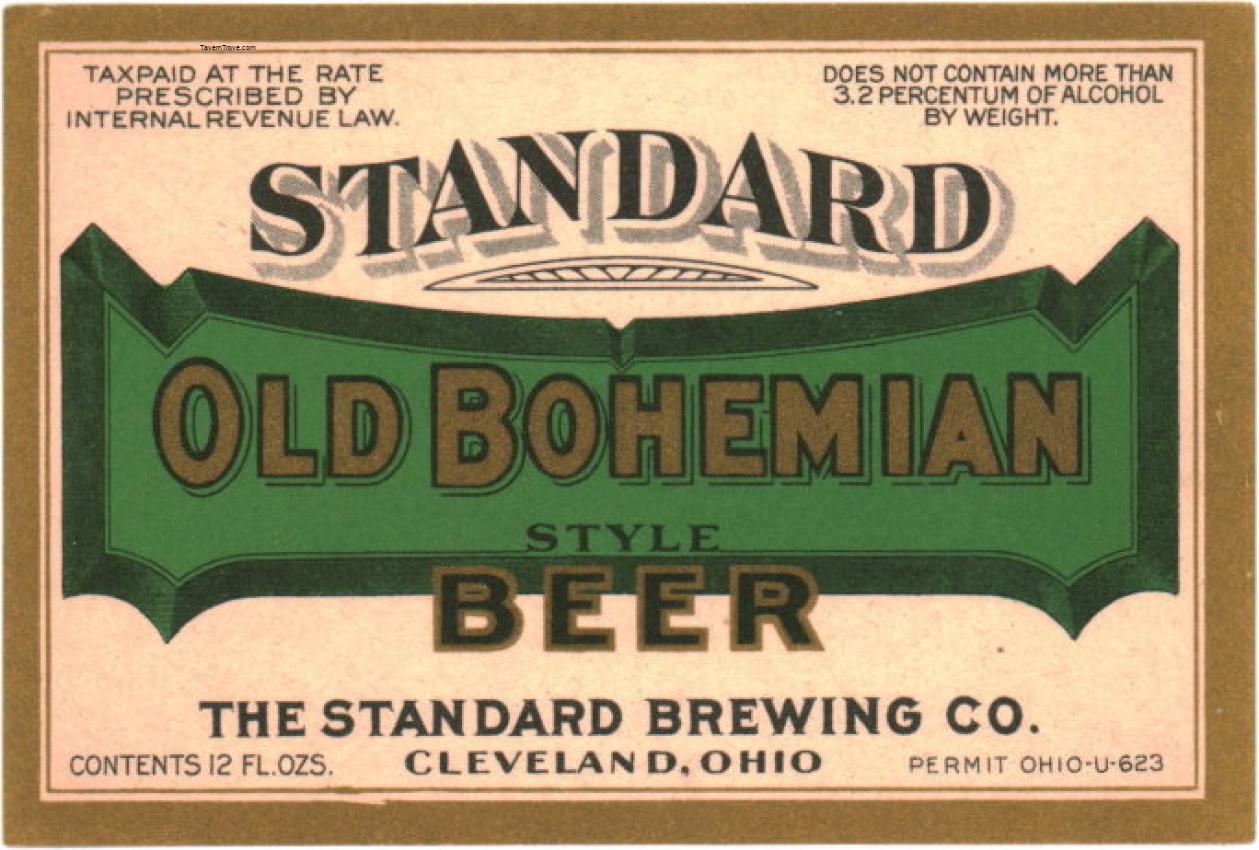 TavernTrove.com
TAXPAID AT THE RATE
PRESCRIBED BY
INTERNAL REVENUE LAW.
DOES NOT CONTAIN MORE THAN
3.2 PERCENTUM OF ALCOHOL
BY WEIGHT.
STANDARD
OLD BOHEMIAN
STYLE
BEER
THE STANDARD BREWING CO.
CONTENTS 12 FL.OZS.
CLEVELAND, OHIO
PERMIT OHIO-U-623